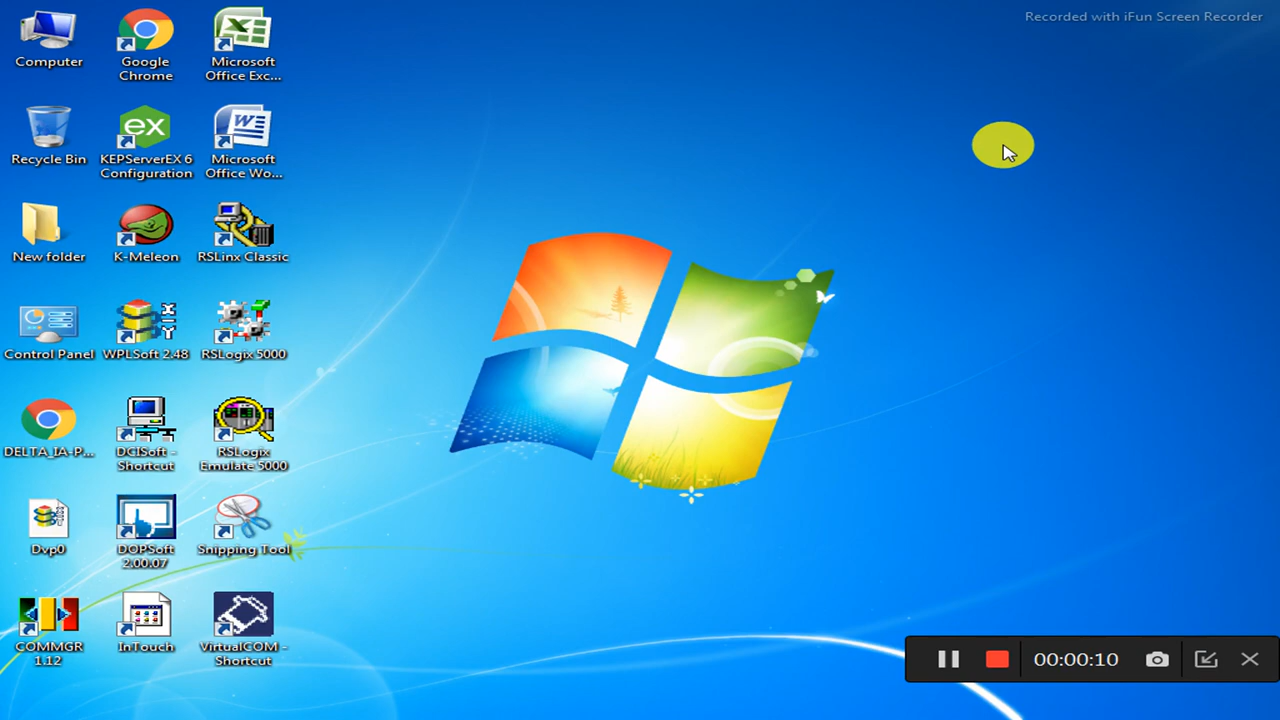 Recorded with iFun Screen Recorder
Computer
Google
Chrome
Microsoft
Office Exc...
Recycle Bin
ex
KEPServerEX 6
Configuration
W
Microsoft
Office Wo...
New folder
K-Meleon
RSLinx Classic
Control Panel
X
Y
WPLSoft 2.48
RSLogix 5000
DELTA_IA-P...
DCISoft -
Shortcut
RSLogix
Emulate 5000
Dvp0
DOPSoft
2.00.07
Snipping Tool
COMMGR
1.12
InTouch
VirtualCOM -
Shortcut
00:00:10